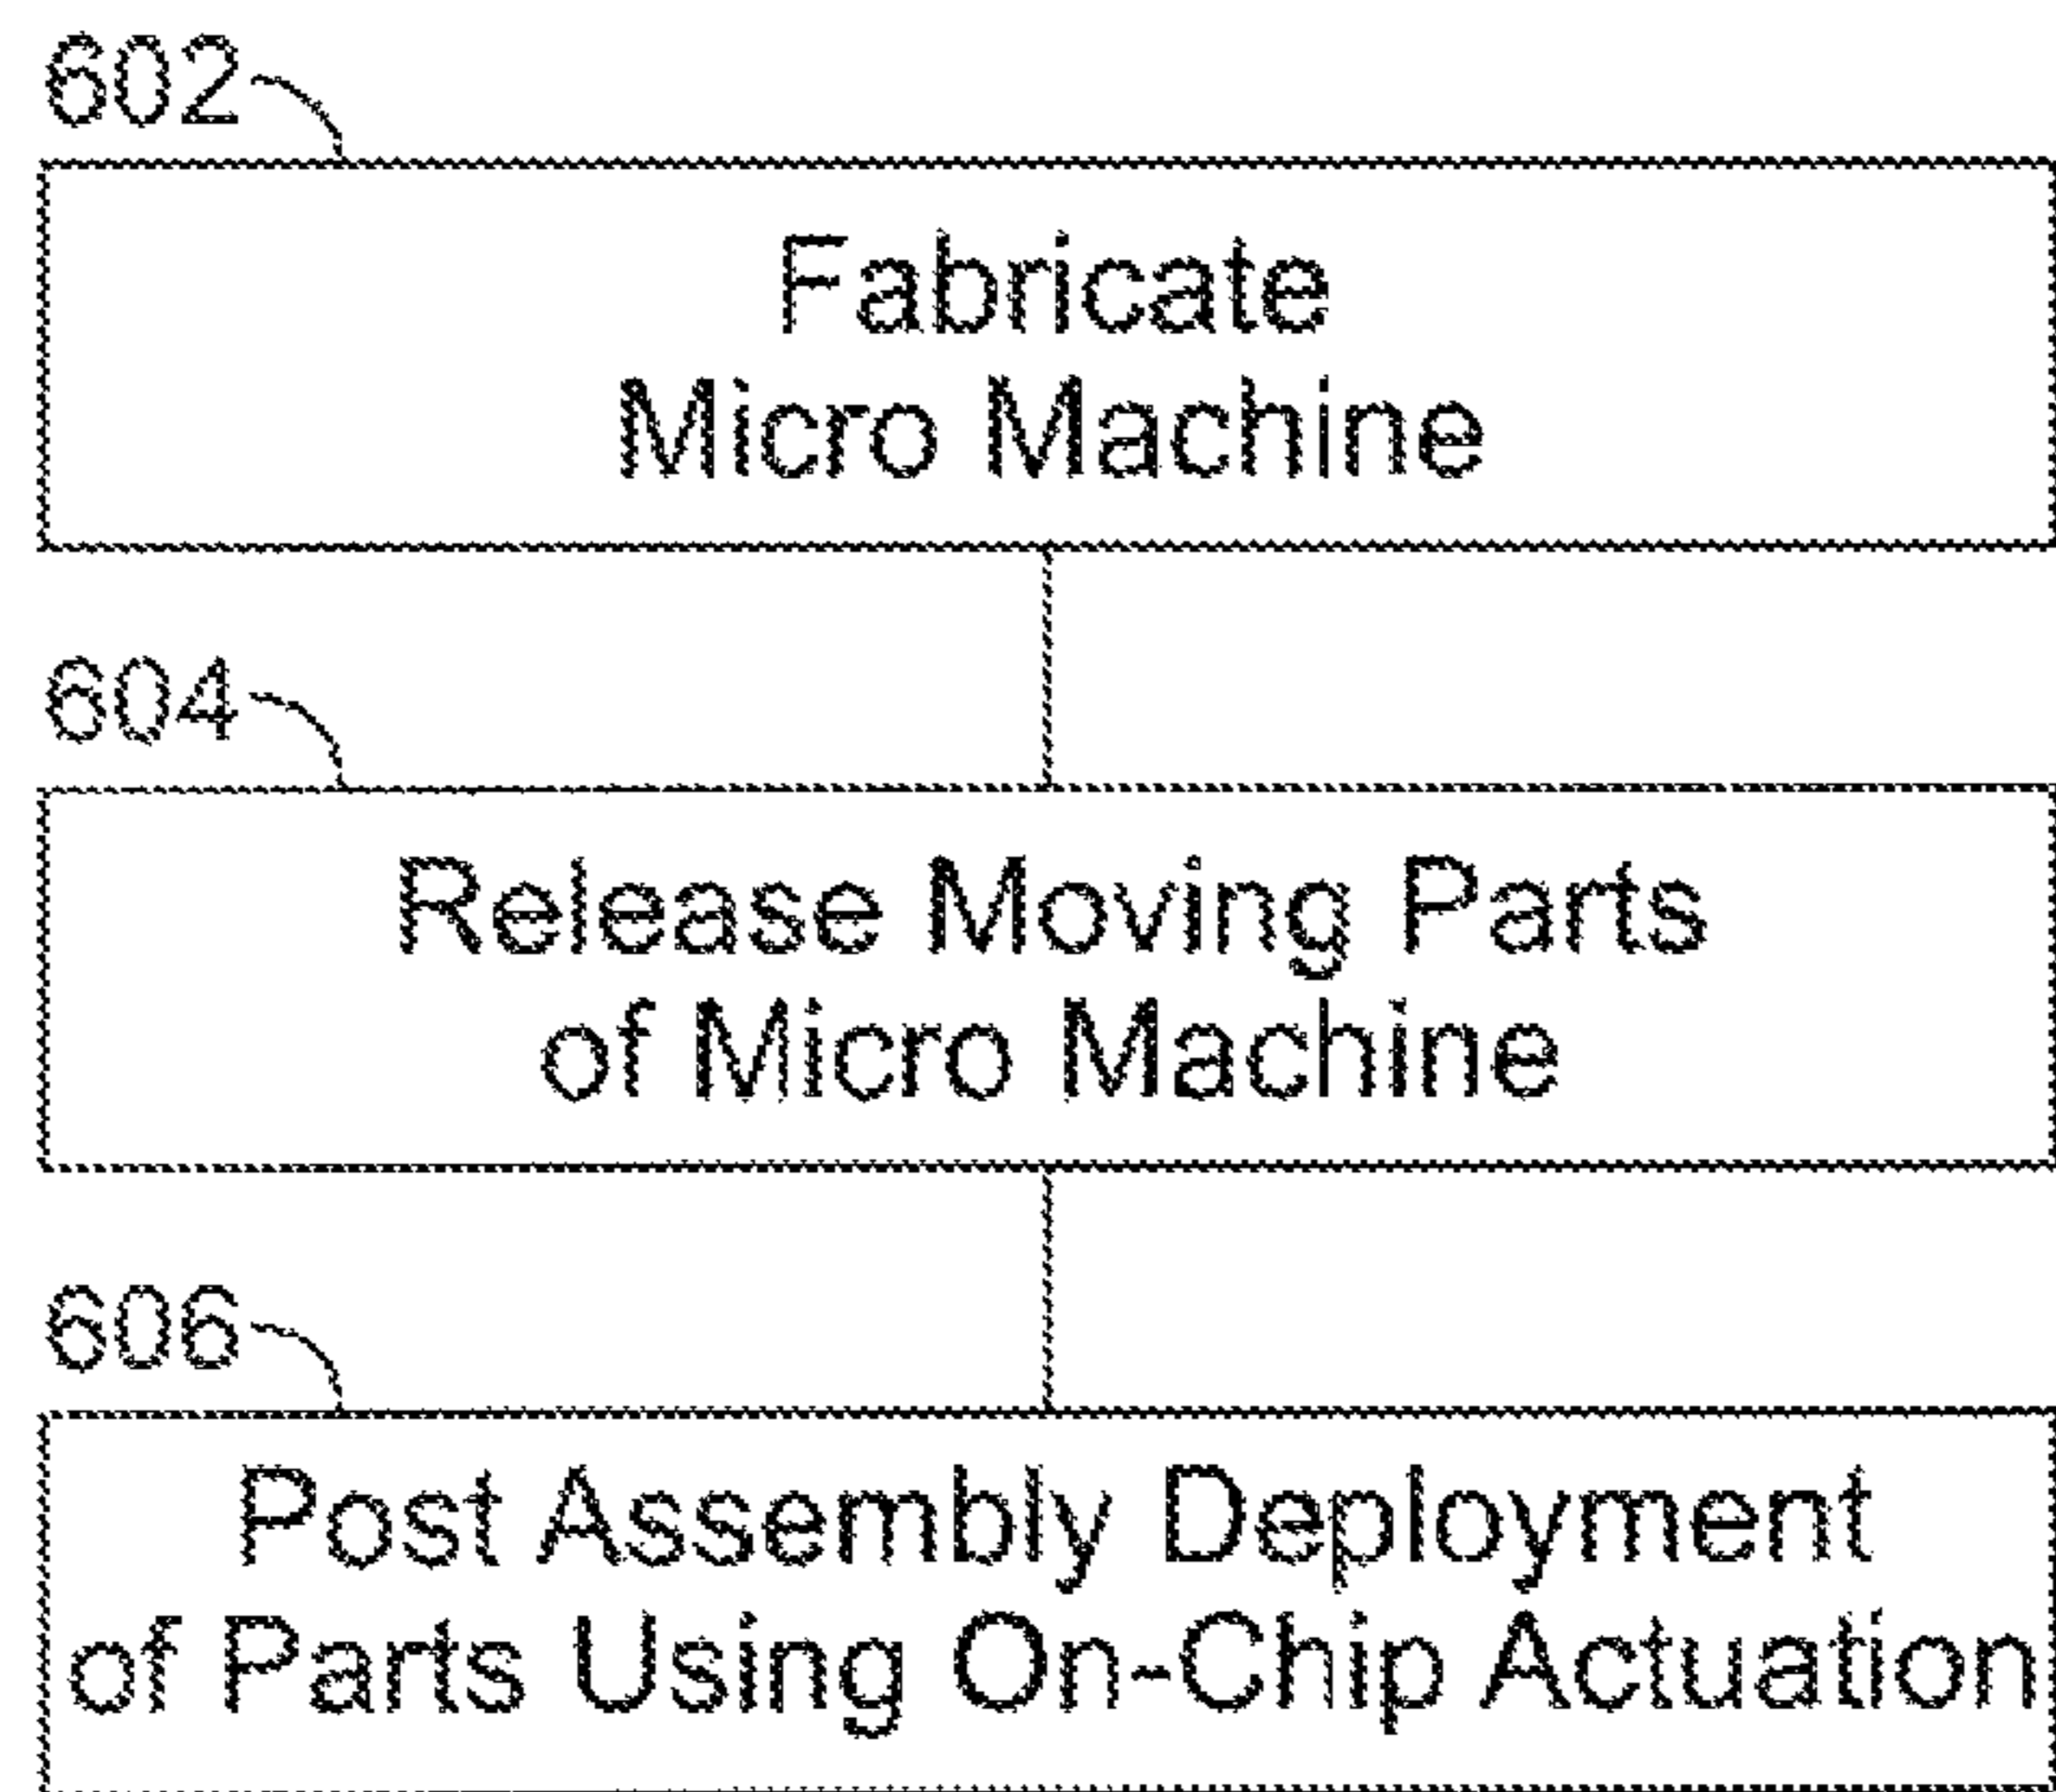 602
Fabricate
Micro Machine
604
Release Moving Parts
of Micro Machine
606
Post Assembly Deployment
of Parts Using On-Chip Actuation